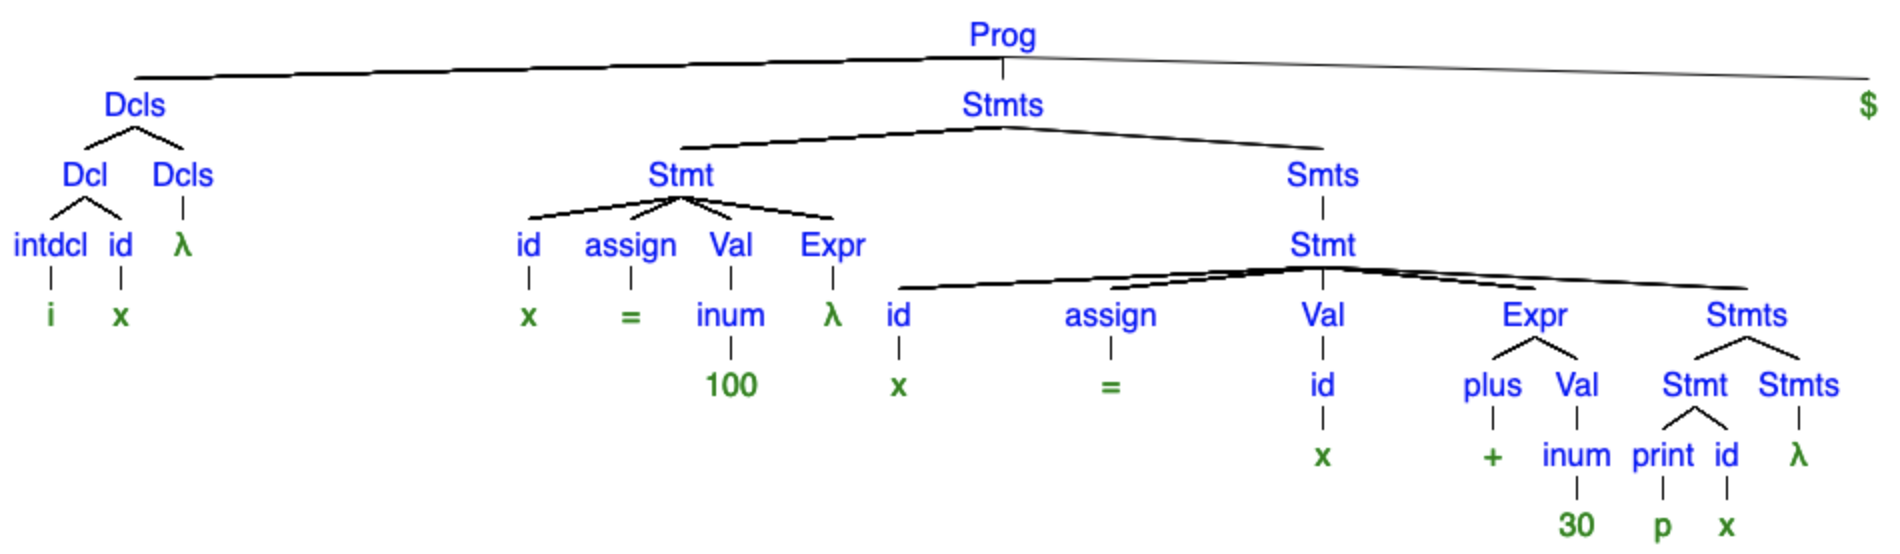 Prog
Dcls Stmts $
Dcl Dcls Stmt Smts
intdcl id λ id assign Val Expr Stmt
i x x = inum λ id assign Val Expr Stmts
100 x = id plus Val Stmt Stmts
x + inum print id λ
30 p x